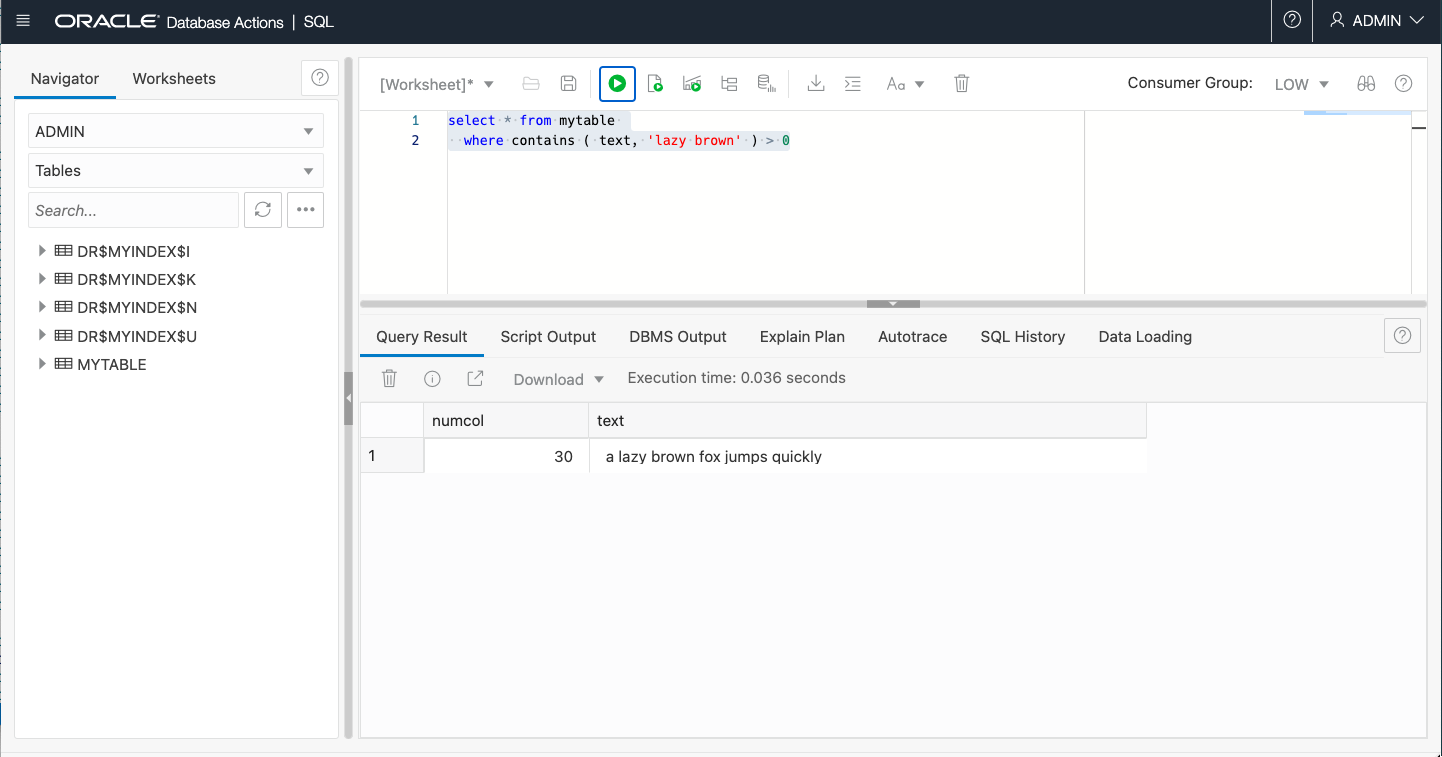 ORACLE Database Actions | SQL
ADMIN
Navigator Worksheets
ADMIN
Tables
Search...
DR$MYINDEX$I
DR$MYINDEX$K
DR$MYINDEX$N
DR$MYINDEX$U
MYTABLE
[Worksheet]* Aa Consumer Group: LOW
1 select * from mytable
2 where contains ( text, 'lazy brown' ) > 0
Query Result Script Output DBMS Output Explain Plan Autotrace SQL History Data Loading
Download Execution time: 0.036 seconds
numcol text
1 30 a lazy brown fox jumps quickly